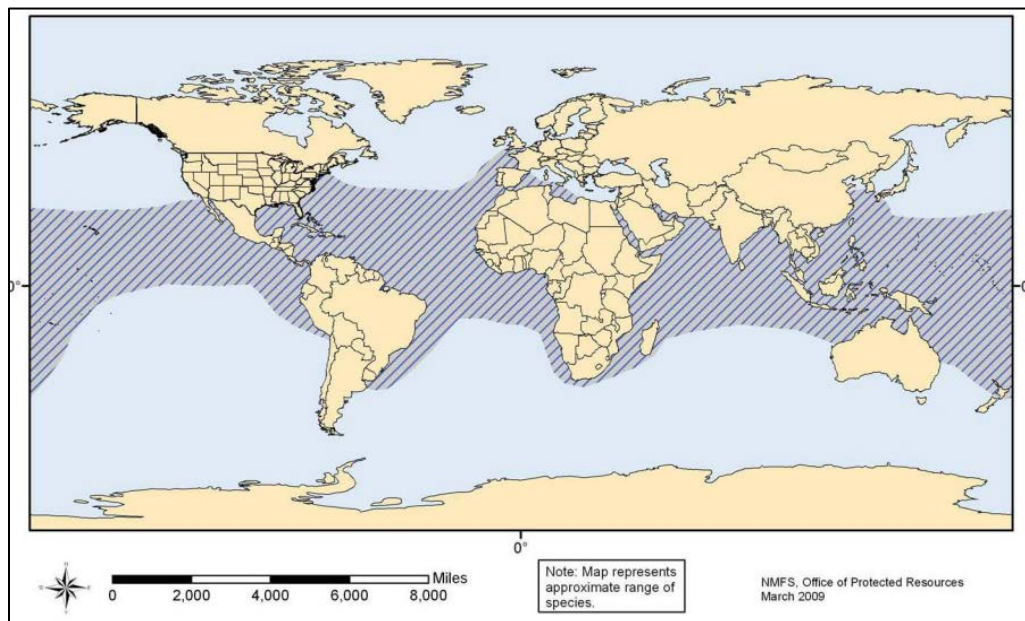 0°
0
0°
Miles
0 2,000 4,000 6,000 8,000
Note: Map represents
approximate range of
species.
NMFS, Office of Protected Resources
March 2009